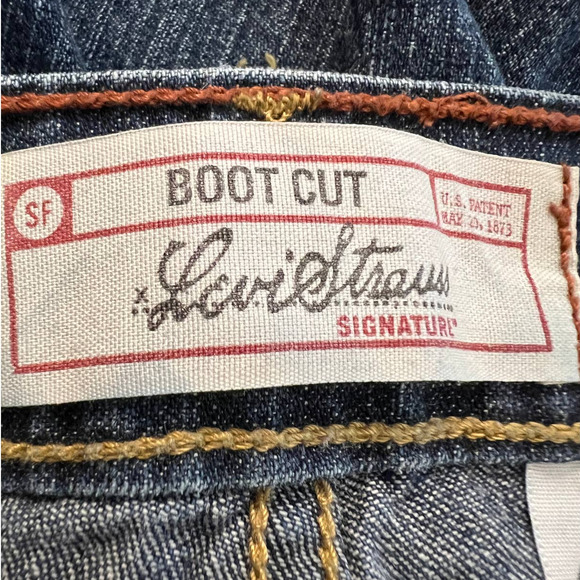 SF
BOOT CUT
U.S. PATENT
MAY 20, 1873
Levi Strauss
SIGNATURE